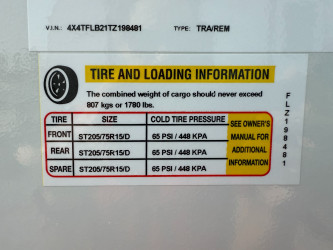 V.I.N.: 4X4TFLB21TZ198481 TYPE: TRA/REM
TIRE AND LOADING INFORMATION
The combined weight of cargo should never exceed
807 kgs or 1780 lbs.
TIRE SIZE COLD TIRE PRESSURE
FRONT ST205/75R15/D 65 PSI / 448 KPA
REAR ST205/75R15/D 65 PSI / 448 KPA
SPARE ST205/75R15/D 65 PSI / 448 KPA
SEE OWNER'S
MANUAL FOR
ADDITIONAL
INFORMATION
FLZ198481